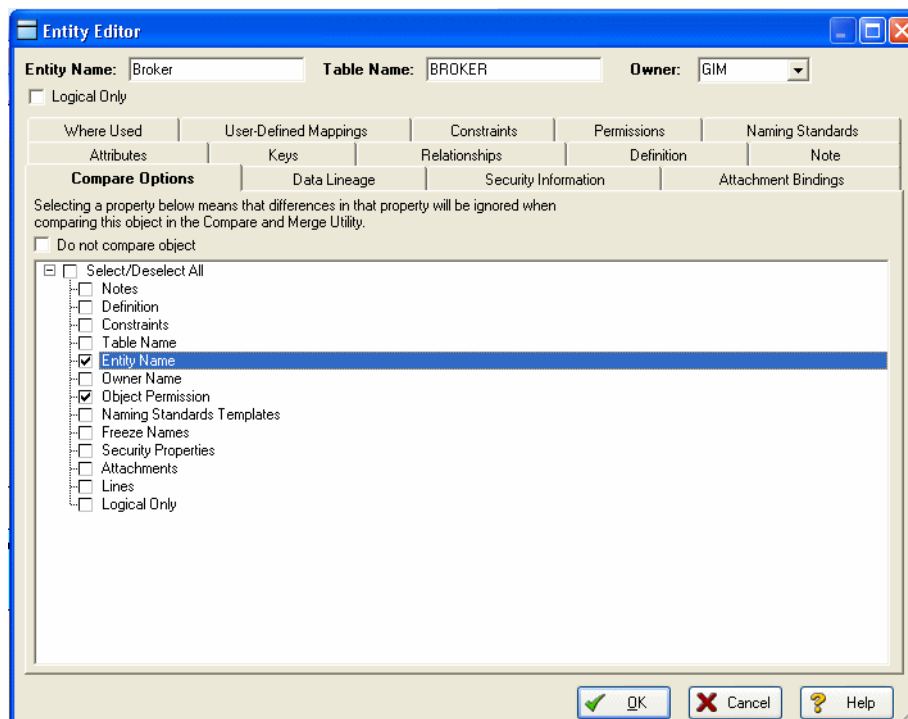 Entity Editor
Entity Name: Broker Table Name: BROKER Owner: GIM
Logical Only
Where Used User-Defined Mappings Constraints Permissions Naming Standards
Attributes Keys Relationships Definition Note
Compare Options Data Lineage Security Information Attachment Bindings
Selecting a property below means that differences in that property will be ignored when
comparing this object in the Compare and Merge Utility.
Do not compare object
Select/Deselect All
Notes
Definition
Constraints
Table Name
Entity Name
Owner Name
Object Permission
Naming Standards Templates
Freeze Names
Security Properties
Attachments
Lines
Logical Only
OK Cancel Help